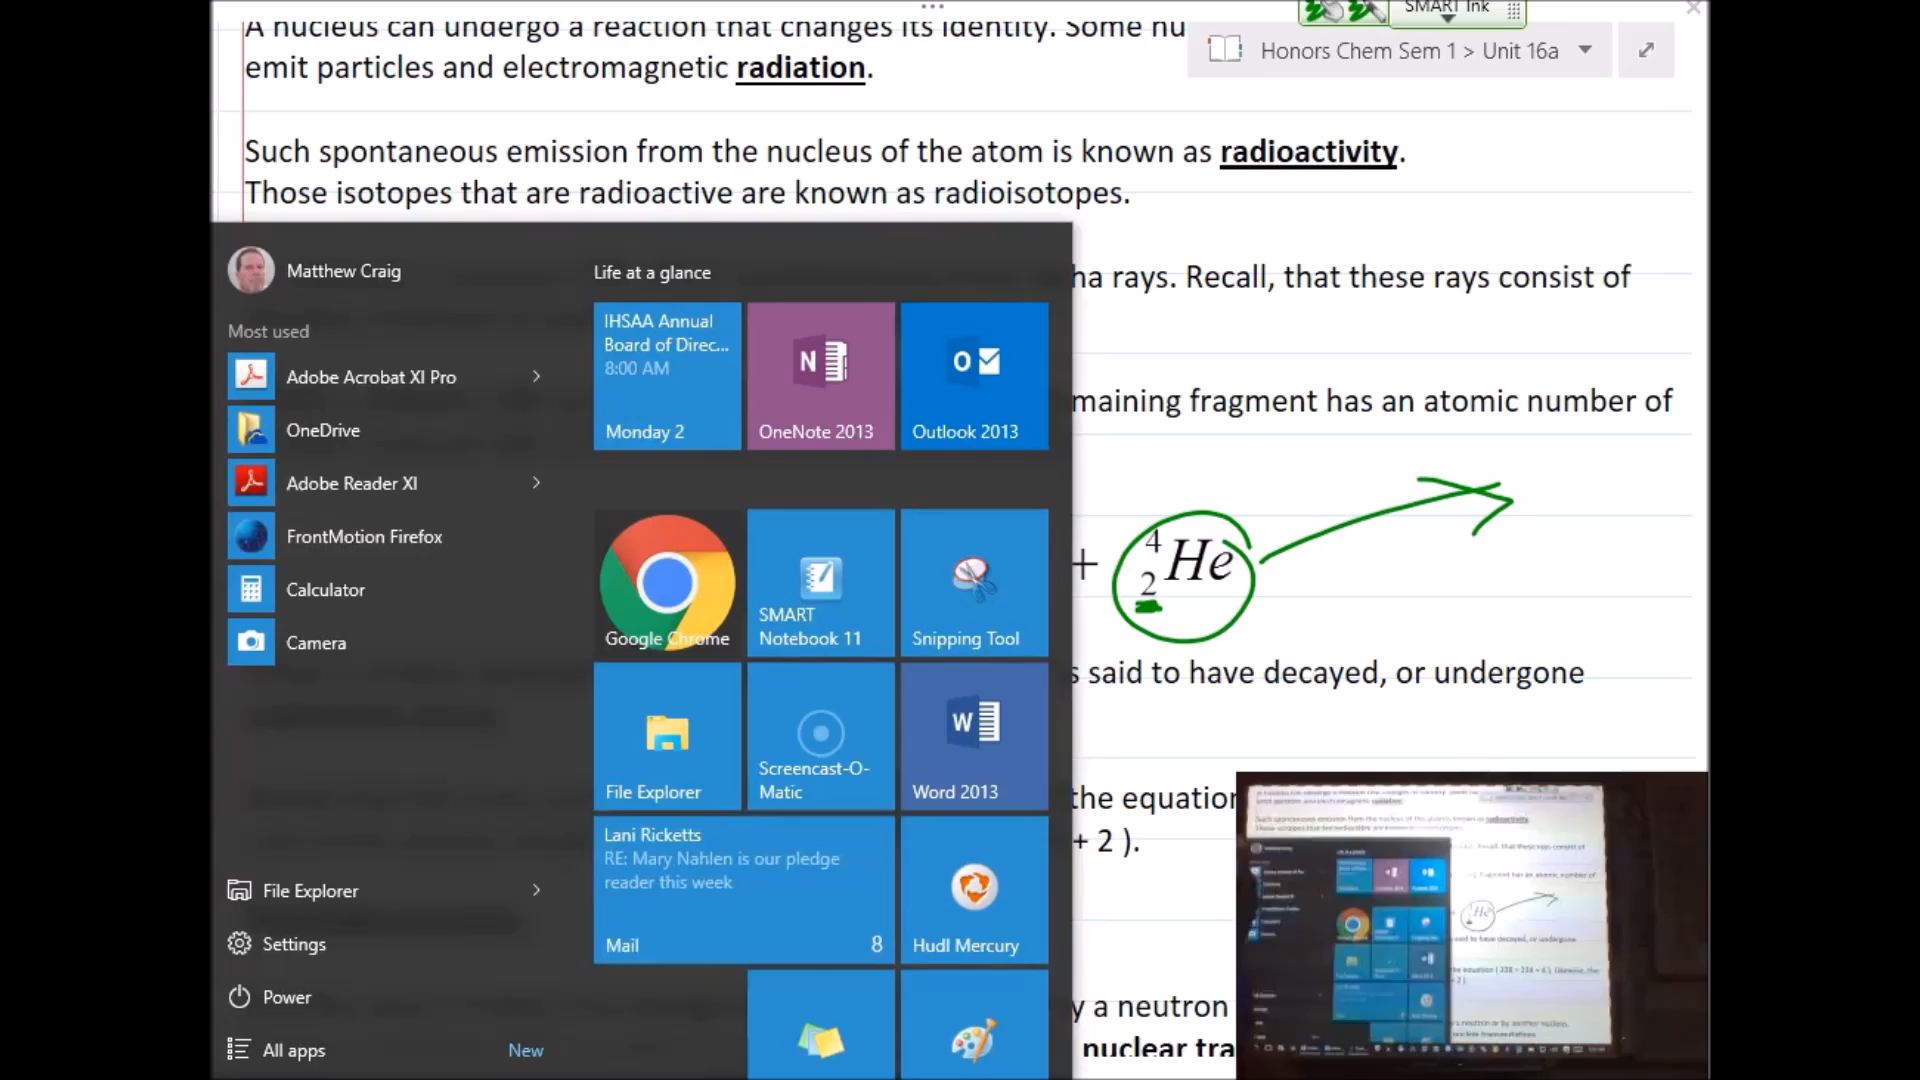 A nucleus can undergo a reaction that changes its identity. Some nu
SMART Ink
Honors Chem Sem 1 > Unit 16a
emit particles and electromagnetic radiation.
Such spontaneous emission from the nucleus of the atom is known as radioactivity.
Those isotopes that are radioactive are known as radioisotopes.
Matthew Craig
Life at a glance
ha rays. Recall, that these rays consist of
Most used
IHSAA Annual
Board of Direc...
8:00 AM
Monday 2
OneNote 2013
Outlook 2013
Adobe Acrobat XI Pro
OneDrive
Adobe Reader XI
FrontMotion Firefox
Calculator
Camera
maining fragment has an atomic number of
Google Chrome
SMART
Notebook 11
Snipping Tool
+ 4 2 He
s said to have decayed, or undergone
File Explorer
Screencast-O-
Matic
Word 2013
the equation
+ 2 ).
Lani Ricketts
RE: Mary Nahlen is our pledge
reader this week
Mail 8
Hudl Mercury
File Explorer
Settings
Power
All apps New
y a neutron
nuclear tra